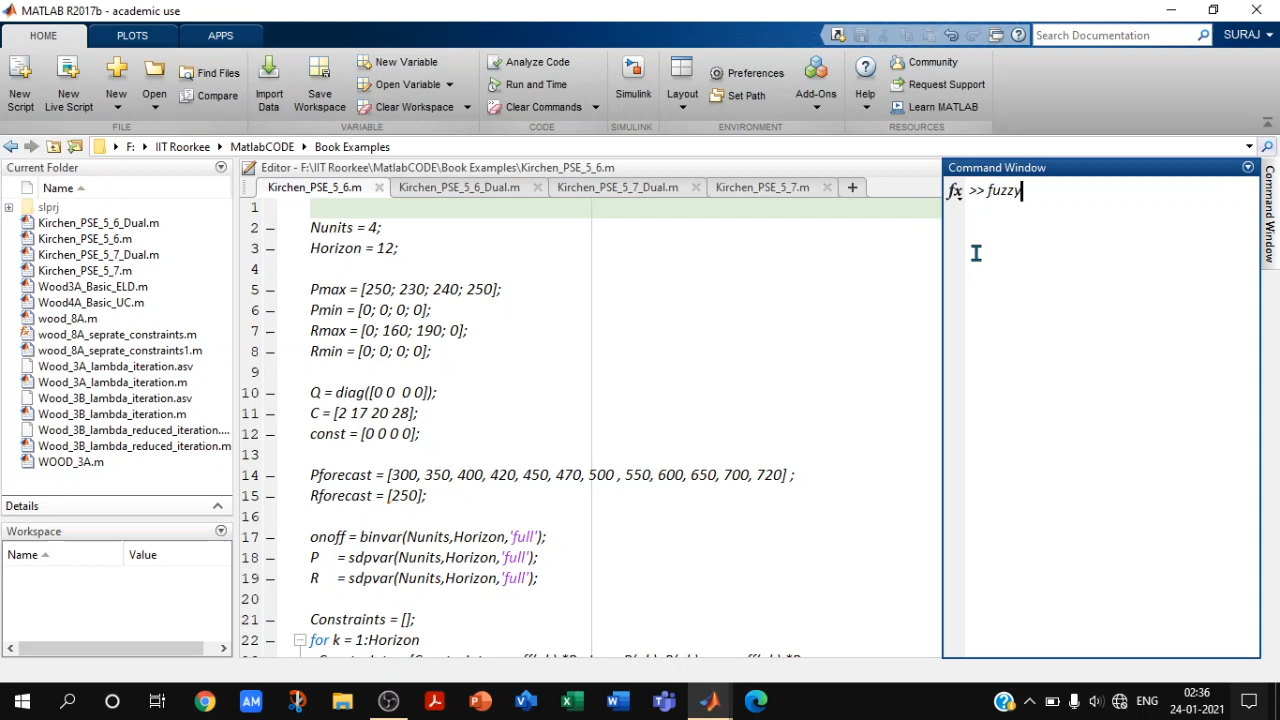 MATLAB R2017b - academic use
HOME PLOTS APPS
Search Documentation SURAJ
New Script
New Live Script
New
Open
Find Files
Compare
FILE
Import Data
Save Workspace
New Variable
Open Variable
Clear Workspace
VARIABLE
Analyze Code
Run and Time
Clear Commands
CODE
Simulink
SIMULINK
Layout
Preferences
Set Path
Add-Ons
ENVIRONMENT
Help
Community
Request Support
Learn MATLAB
RESOURCES
F: IIT Roorkee MatlabCODE Book Examples
Current Folder
Name
slprj
Kirchen_PSE_5_6_Dual.m
Kirchen_PSE_5_6.m
Kirchen_PSE_5_7_Dual.m
Kirchen_PSE_5_7.m
Wood3A_Basic_ELD.m
Wood4A_Basic_UC.m
wood_8A.m
wood_8A_seprate_constraints.m
wood_8A_seprate_constraints1.m
Wood_3A_lambda_iteration.asv
Wood_3A_lambda_iteration.m
Wood_3B_lambda_iteration.asv
Wood_3B_lambda_iteration.m
Wood_3B_lambda_reduced_iteration....
Wood_3B_lambda_reduced_iteration.m
WOOD_3A.m
Details
Workspace
Name Value
Editor - F:\IIT Roorkee\MatlabCODE\Book Examples\Kirchen_PSE_5_6.m
Kirchen_PSE_5_6.m Kirchen_PSE_5_6_Dual.m Kirchen_PSE_5_7_Dual.m Kirchen_PSE_5_7.m
1
2 Nunits = 4;
3 Horizon = 12;
4
5 Pmax = [250; 230; 240; 250];
6 Pmin = [0; 0; 0; 0];
7 Rmax = [0; 160; 190; 0];
8 Rmin = [0; 0; 0; 0];
9
10 Q = diag([0 0  0 0]);
11 C = [2 17 20 28];
12 const = [0 0 0 0];
13
14 Pforecast = [300, 350, 400, 420, 450, 470, 500 , 550, 600, 650, 700, 720] ;
15 Rforecast = [250];
16
17 onoff = binvar(Nunits,Horizon,'full');
18 P = sdpvar(Nunits,Horizon,'full');
19 R = sdpvar(Nunits,Horizon,'full');
20
21 Constraints = [];
22 for k = 1:Horizon
Command Window
fx >> fuzzy
Command Window
ENG
02:36
24-01-2021